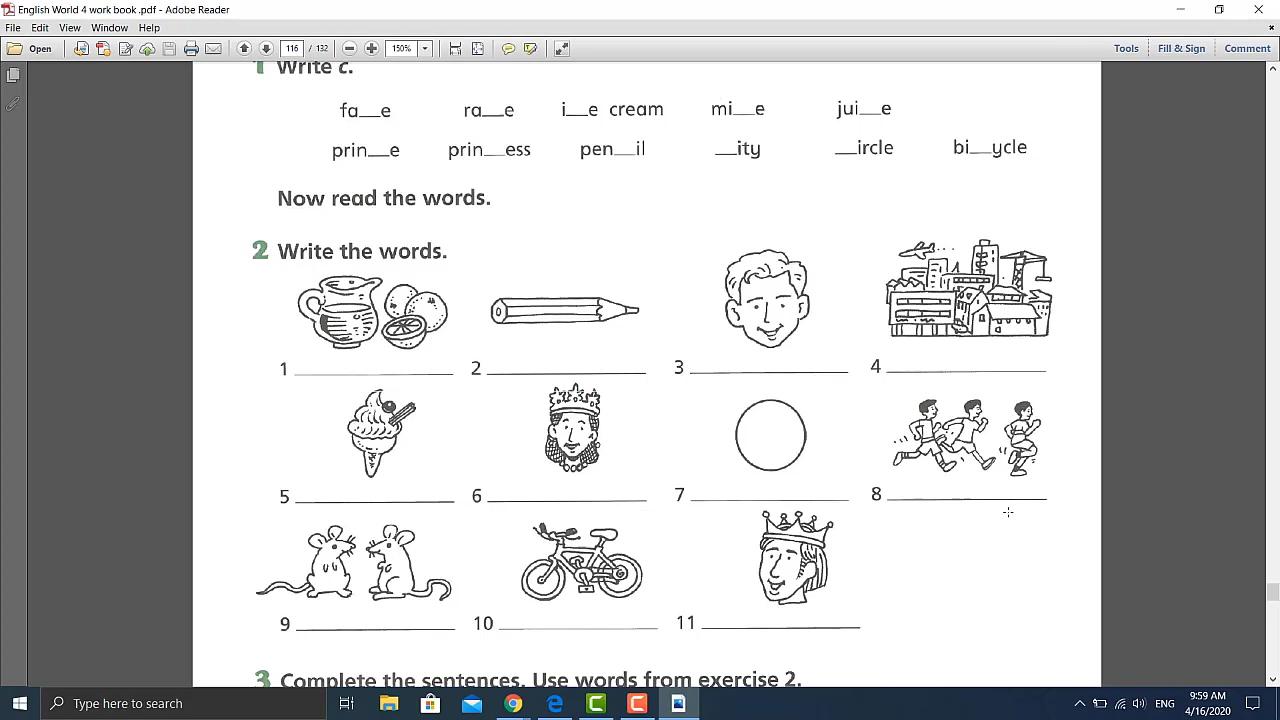 English World 4 work book .pdf - Adobe Reader
File Edit View Window Help
Open 116 / 132 150% Tools Fill & Sign Comment
1 Write c.
fa__e ra__e i__e cream mi__e jui__e
prin__e prin__ess pen__il __ity __ircle bi__ycle
Now read the words.
2 Write the words.
1 2 3 4
5 6 7 8
9 10 11
3 Complete the sentences. Use words from exercise 2.
Type here to search ENG 9:59 AM
4/16/2020